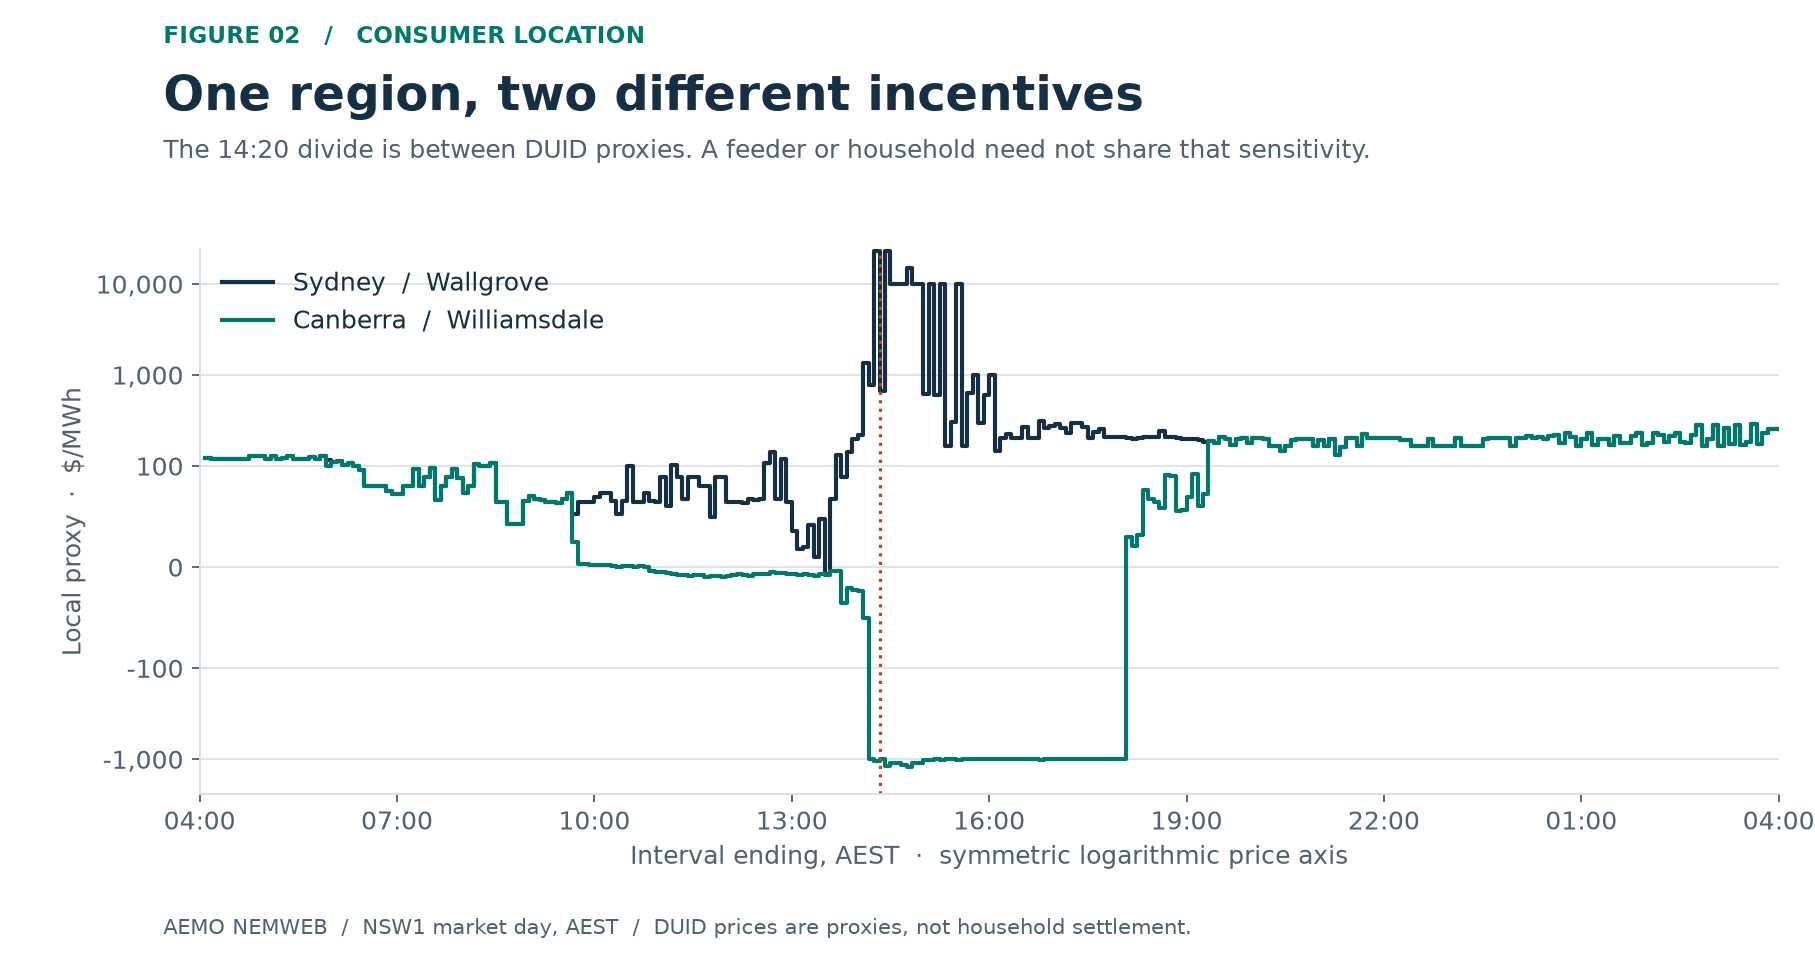 FIGURE 02 / CONSUMER LOCATION
One region, two different incentives
The 14:20 divide is between DUID proxies. A feeder or household need not share that sensitivity.
Sydney / Wallgrove
Canberra / Williamsdale
Local proxy · $/MWh
10,000
1,000
100
0
-100
-1,000
04:00 07:00 10:00 13:00 16:00 19:00 22:00 01:00 04:00
Interval ending, AEST · symmetric logarithmic price axis
AEMO NEMWEB / NSW1 market day, AEST / DUID prices are proxies, not household settlement.